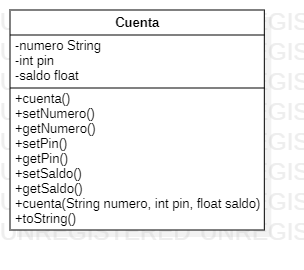 Cuenta
-numero String
-int pin
-saldo float
+cuenta()
+setNumero()
+getNumero()
+setPin()
+getPin()
+setSaldo()
+getSaldo()
+cuenta(String numero, int pin, float saldo)
+toString()
UNREGISTERED UNREGIS